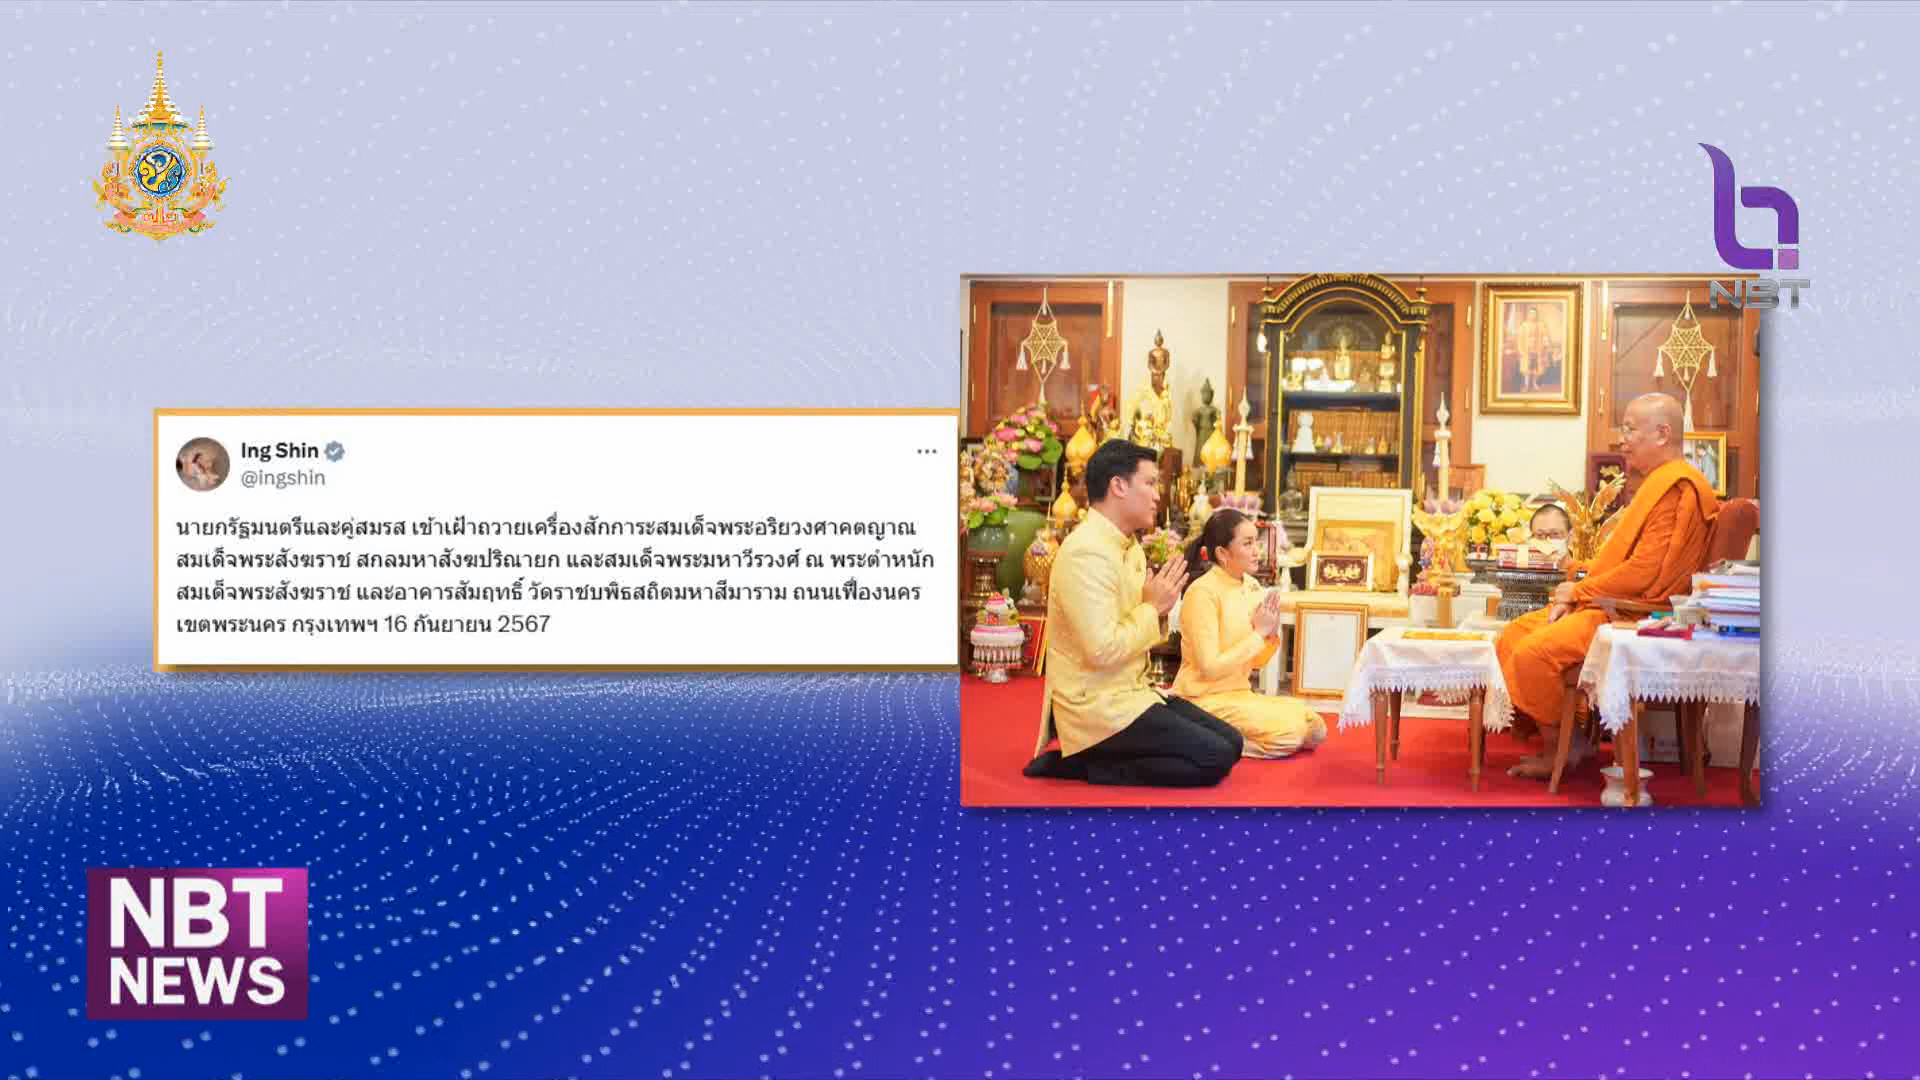 NBT
Ing Shin
@ingshin
นายกรัฐมนตรีและคู่สมรส เข้าเฝ้าถวายเครื่องสักการะสมเด็จพระอริยวงศาคตญาณ
สมเด็จพระสังฆราช สกลมหาสังฆปริณายก และสมเด็จพระมหาวีรวงศ์ ณ พระตำหนัก
สมเด็จพระสังฆราช และอาคารสัมฤทธิ์ วัดราชบพิธสถิตมหาสีมาราม ถนนเฟื่องนคร
เขตพระนคร กรุงเทพฯ 16 กันยายน 2567
NBT
NEWS